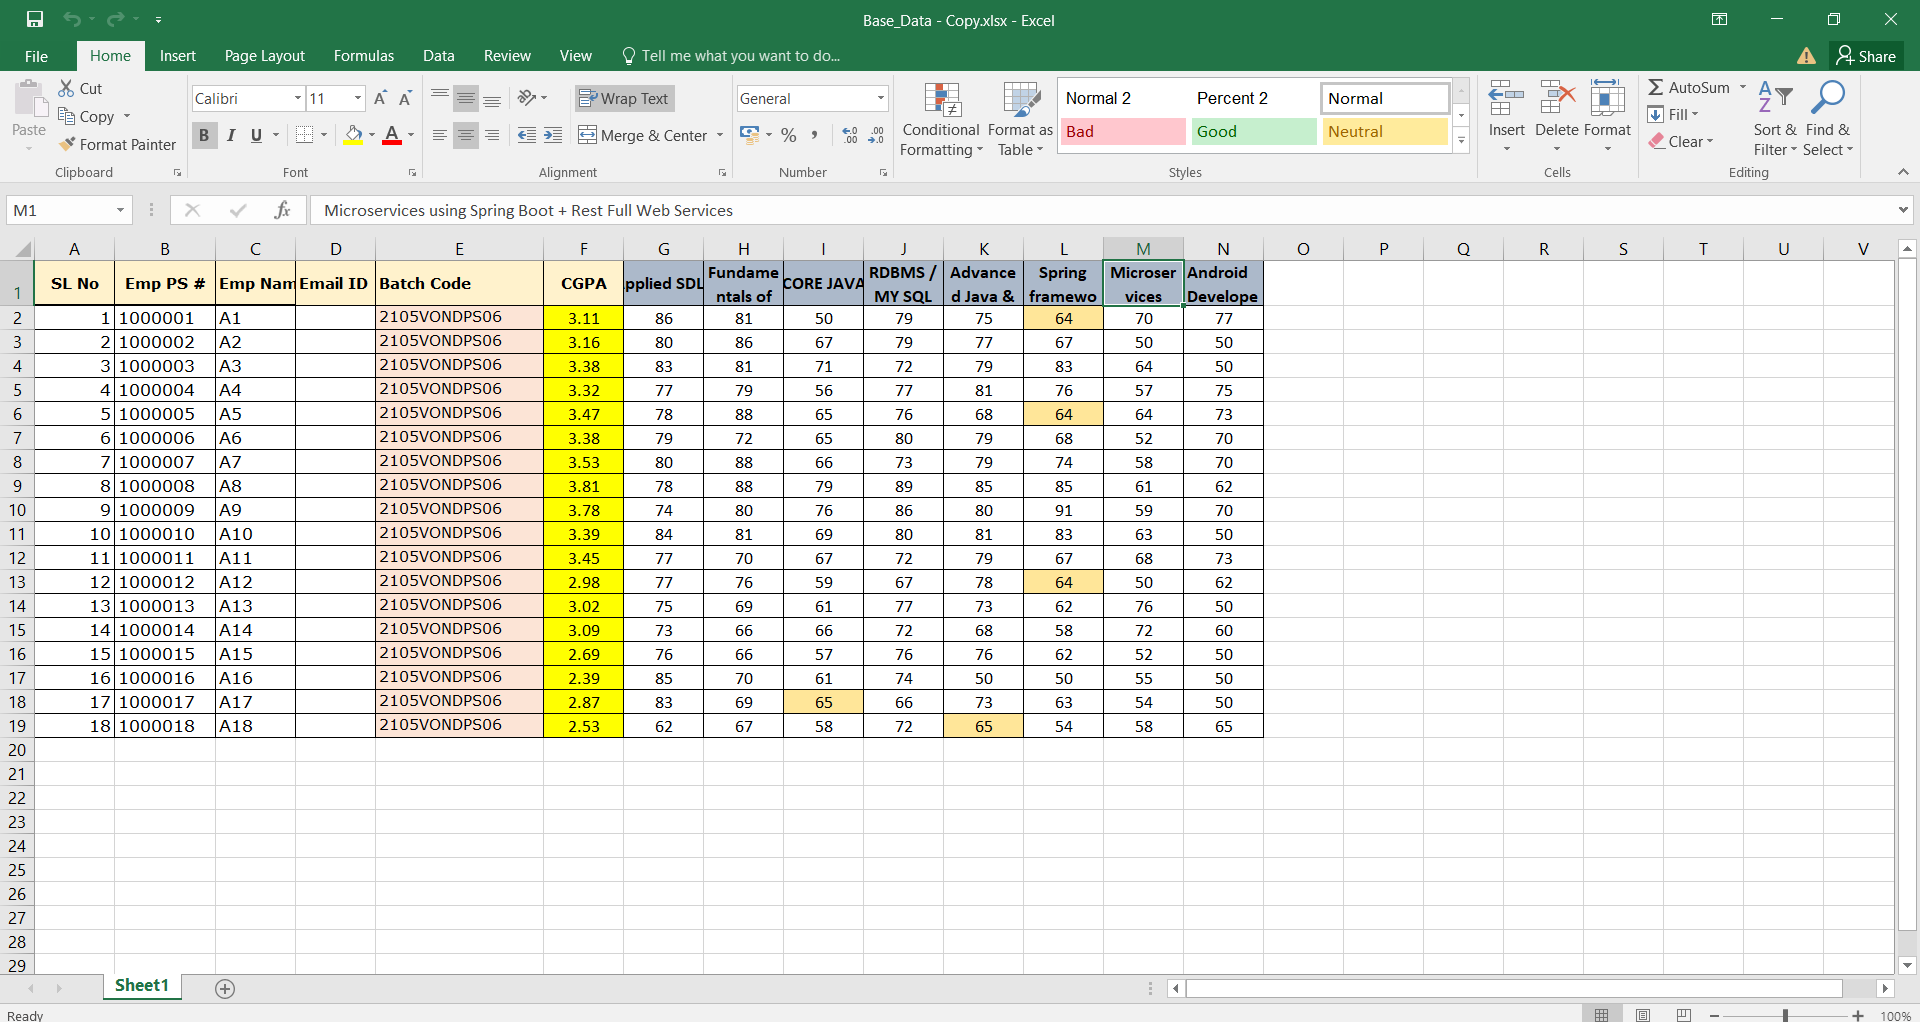 Base_Data - Copy.xlsx - Excel
File Home Insert Page Layout Formulas Data Review View Tell me what you want to do... Share
Paste Cut Copy Format Painter
Calibri 11 B I U A A A
Wrap Text Merge & Center
General % ,
Conditional Formatting Format as Table
Normal 2 Percent 2 Normal
Bad Good Neutral
Insert Delete Format
AutoSum Fill Clear Sort & Filter Find & Select
Clipboard Font Alignment Number Styles Cells Editing
M1 fx Microservices using Spring Boot + Rest Full Web Services
A B C D E F G H I J K L M N O P Q R S T U V
1 SL No Emp PS # Emp Nam Email ID Batch Code CGPA pplied SDL Fundame ntals of CORE JAVA RDBMS / MY SQL Advance d Java & Spring framewo Microser vices Android Develope
2 1 1000001 A1 2105VONDPS06 3.11 86 81 50 79 75 64 70 77
3 2 1000002 A2 2105VONDPS06 3.16 80 86 67 79 77 67 50 50
4 3 1000003 A3 2105VONDPS06 3.38 83 81 71 72 79 83 64 50
5 4 1000004 A4 2105VONDPS06 3.32 77 79 56 77 81 76 57 75
6 5 1000005 A5 2105VONDPS06 3.47 78 88 65 76 68 64 64 73
7 6 1000006 A6 2105VONDPS06 3.38 79 72 65 80 79 68 52 70
8 7 1000007 A7 2105VONDPS06 3.53 80 88 66 73 79 74 58 70
9 8 1000008 A8 2105VONDPS06 3.81 78 88 79 89 85 85 61 62
10 9 1000009 A9 2105VONDPS06 3.78 74 80 76 86 80 91 59 70
11 10 1000010 A10 2105VONDPS06 3.39 84 81 69 80 81 83 63 50
12 11 1000011 A11 2105VONDPS06 3.45 77 70 67 72 79 67 68 73
13 12 1000012 A12 2105VONDPS06 2.98 77 76 59 67 78 64 50 62
14 13 1000013 A13 2105VONDPS06 3.02 75 69 61 77 73 62 76 50
15 14 1000014 A14 2105VONDPS06 3.09 73 66 66 72 68 58 72 60
16 15 1000015 A15 2105VONDPS06 2.69 76 66 57 76 76 62 52 50
17 16 1000016 A16 2105VONDPS06 2.39 85 70 61 74 50 50 55 50
18 17 1000017 A17 2105VONDPS06 2.87 83 69 65 66 73 63 54 50
19 18 1000018 A18 2105VONDPS06 2.53 62 67 58 72 65 54 58 65
20
21
22
23
24
25
26
27
28
29
Sheet1
Ready 100%